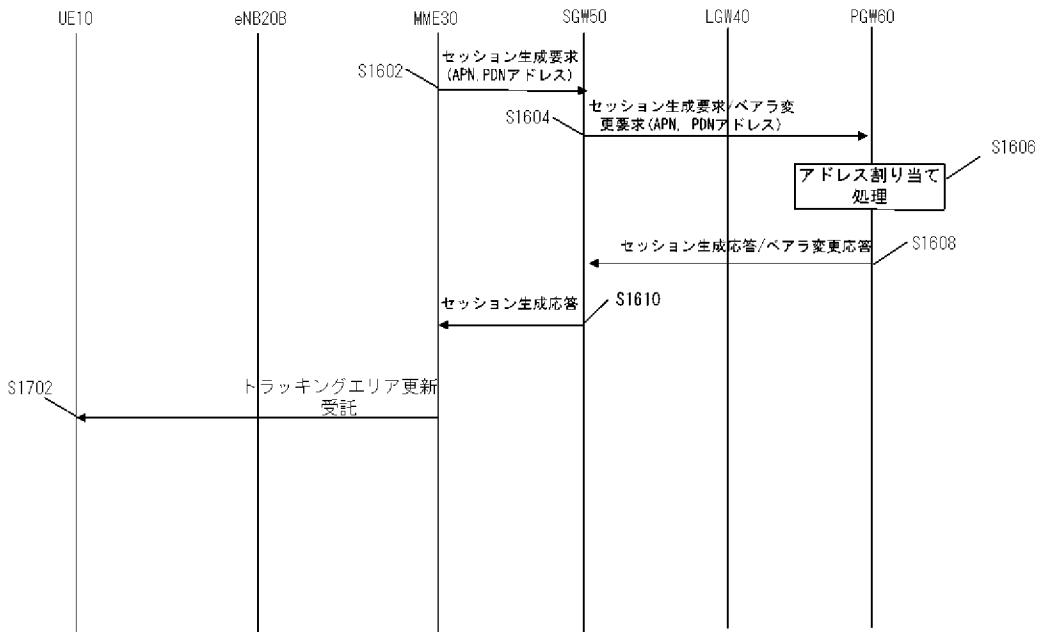 UE10
eNB20B
MME30
SGW50
LGW40
PGW60
セッション生成要求
(APN, PDNアドレス)
S1602
セッション生成要求/ベアラ変
更要求(APN, PDNアドレス)
S1604
S1606
アドレス割り当て
処理
セッション生成応答/ベアラ変更応答
S1608
セッション生成応答
S1610
トラッキングエリア更新
受託
S1702